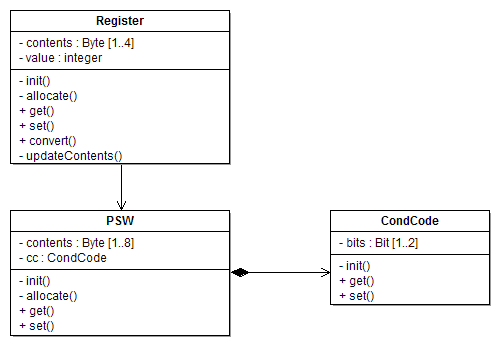 Register
- contents : Byte [1..4]
- value : integer
- init()
- allocate()
+ get()
+ set()
+ convert()
- updateContents()
PSW
- contents : Byte [1..8]
- cc : CondCode
- init()
- allocate()
+ get()
+ set()
CondCode
- bits : Bit [1..2]
- init()
+ get()
+ set()